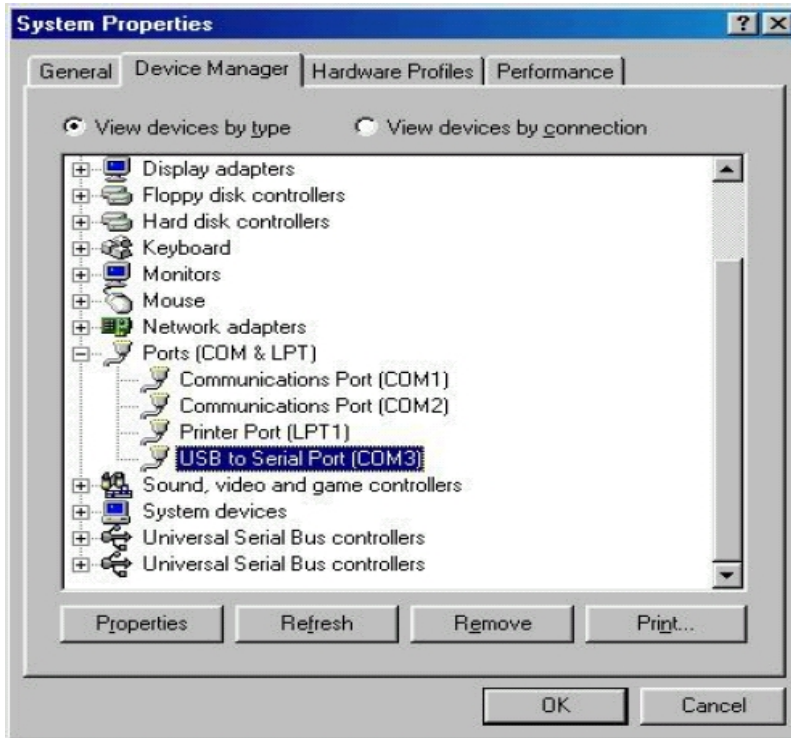 System Properties
General Device Manager Hardware Profiles Performance
View devices by type View devices by connection
Display adapters
Floppy disk controllers
Hard disk controllers
Keyboard
Monitors
Mouse
Network adapters
Ports (COM & LPT)
Communications Port (COM1)
Communications Port (COM2)
Printer Port (LPT1)
USB to Serial Port (COM3)
Sound, video and game controllers
System devices
Universal Serial Bus controllers
Universal Serial Bus controllers
Properties Refresh Remove Print...
OK Cancel